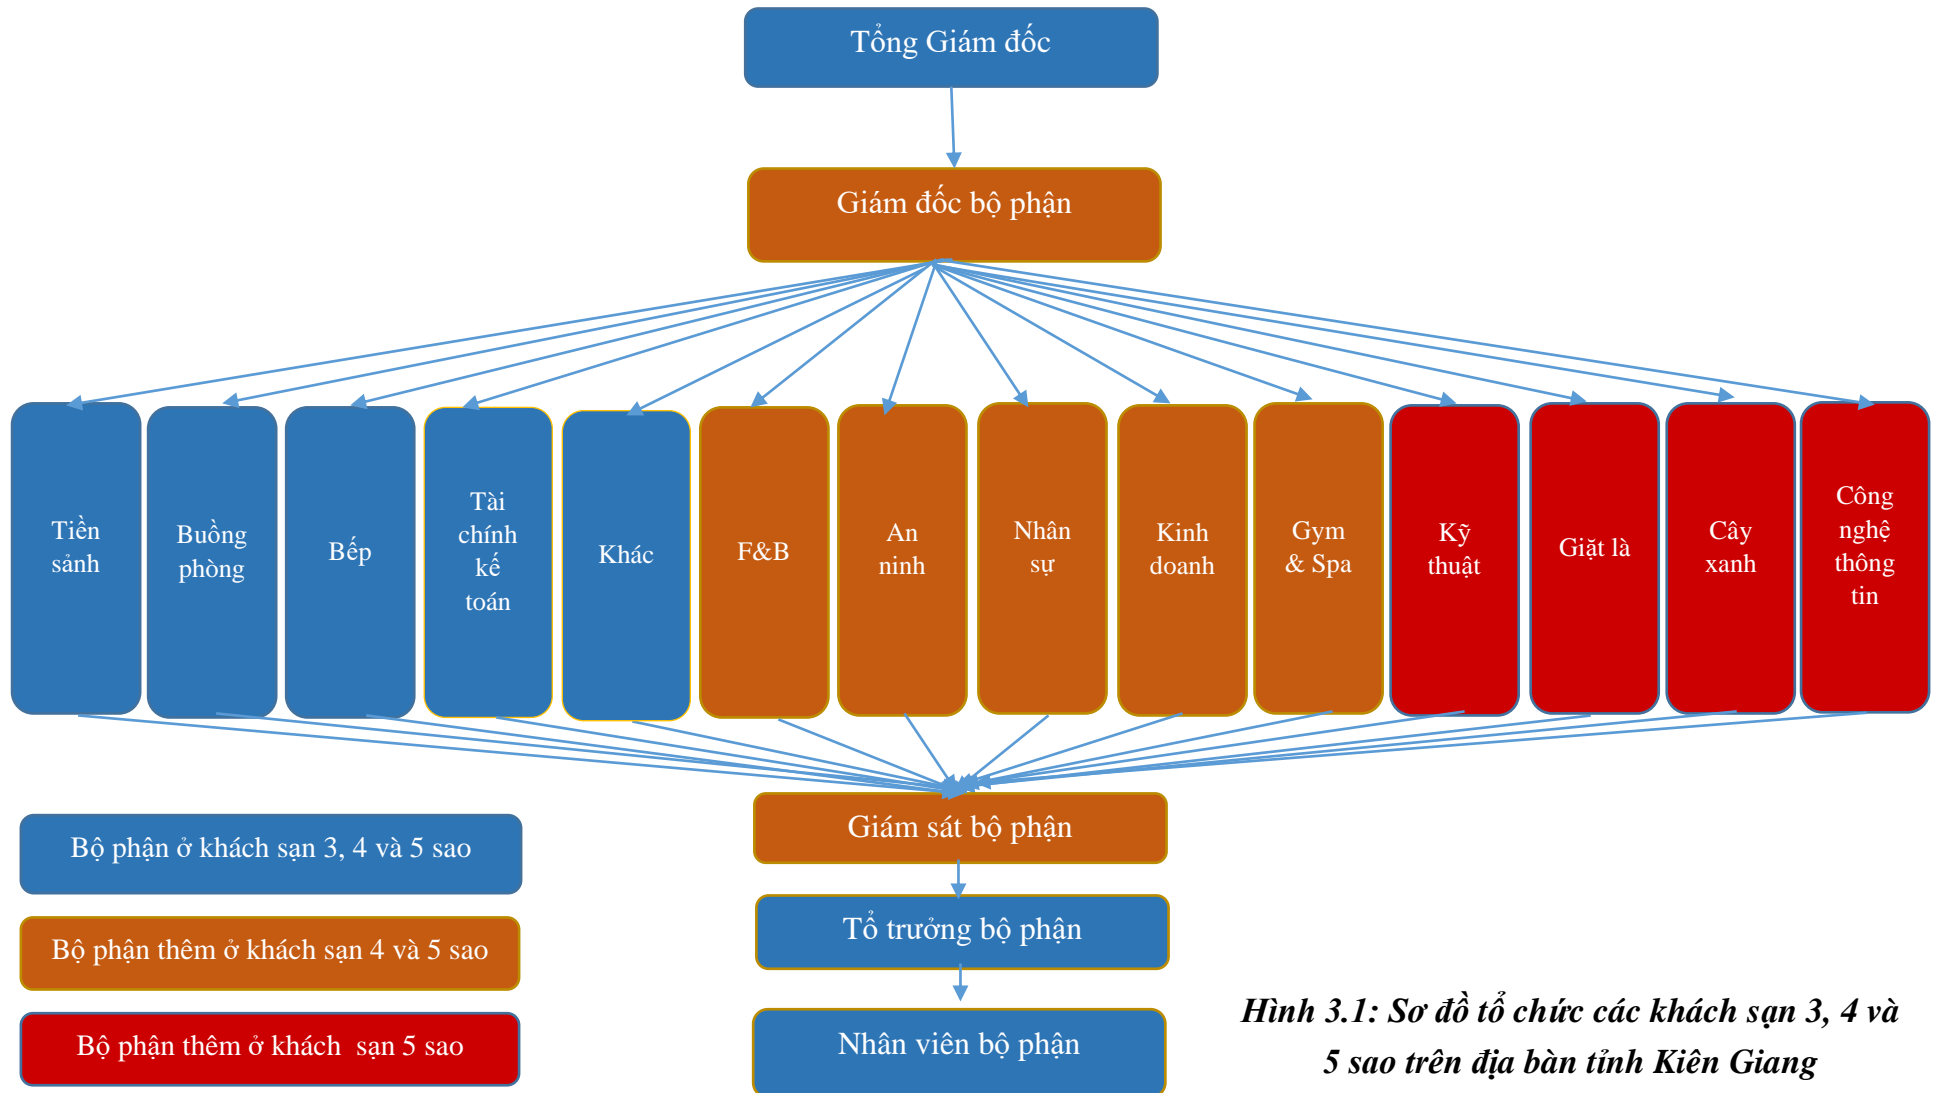 Tổng Giám đốc
Giám đốc bộ phận
Tiền
sảnh
Buồng
phòng
Bếp
Tài
chính
kế
toán
Khác
F&B
An
ninh
Nhân
sự
Kinh
doanh
Gym
& Spa
Kỹ
thuật
Giặt là
Cây
xanh
Công
nghệ
thông
tin
Giám sát bộ phận
Tổ trưởng bộ phận
Nhân viên bộ phận
Bộ phận ở khách sạn 3, 4 và 5 sao
Bộ phận thêm ở khách sạn 4 và 5 sao
Bộ phận thêm ở khách sạn 5 sao
Hình 3.1: Sơ đồ tổ chức các khách sạn 3, 4 và
5 sao trên địa bàn tỉnh Kiên Giang